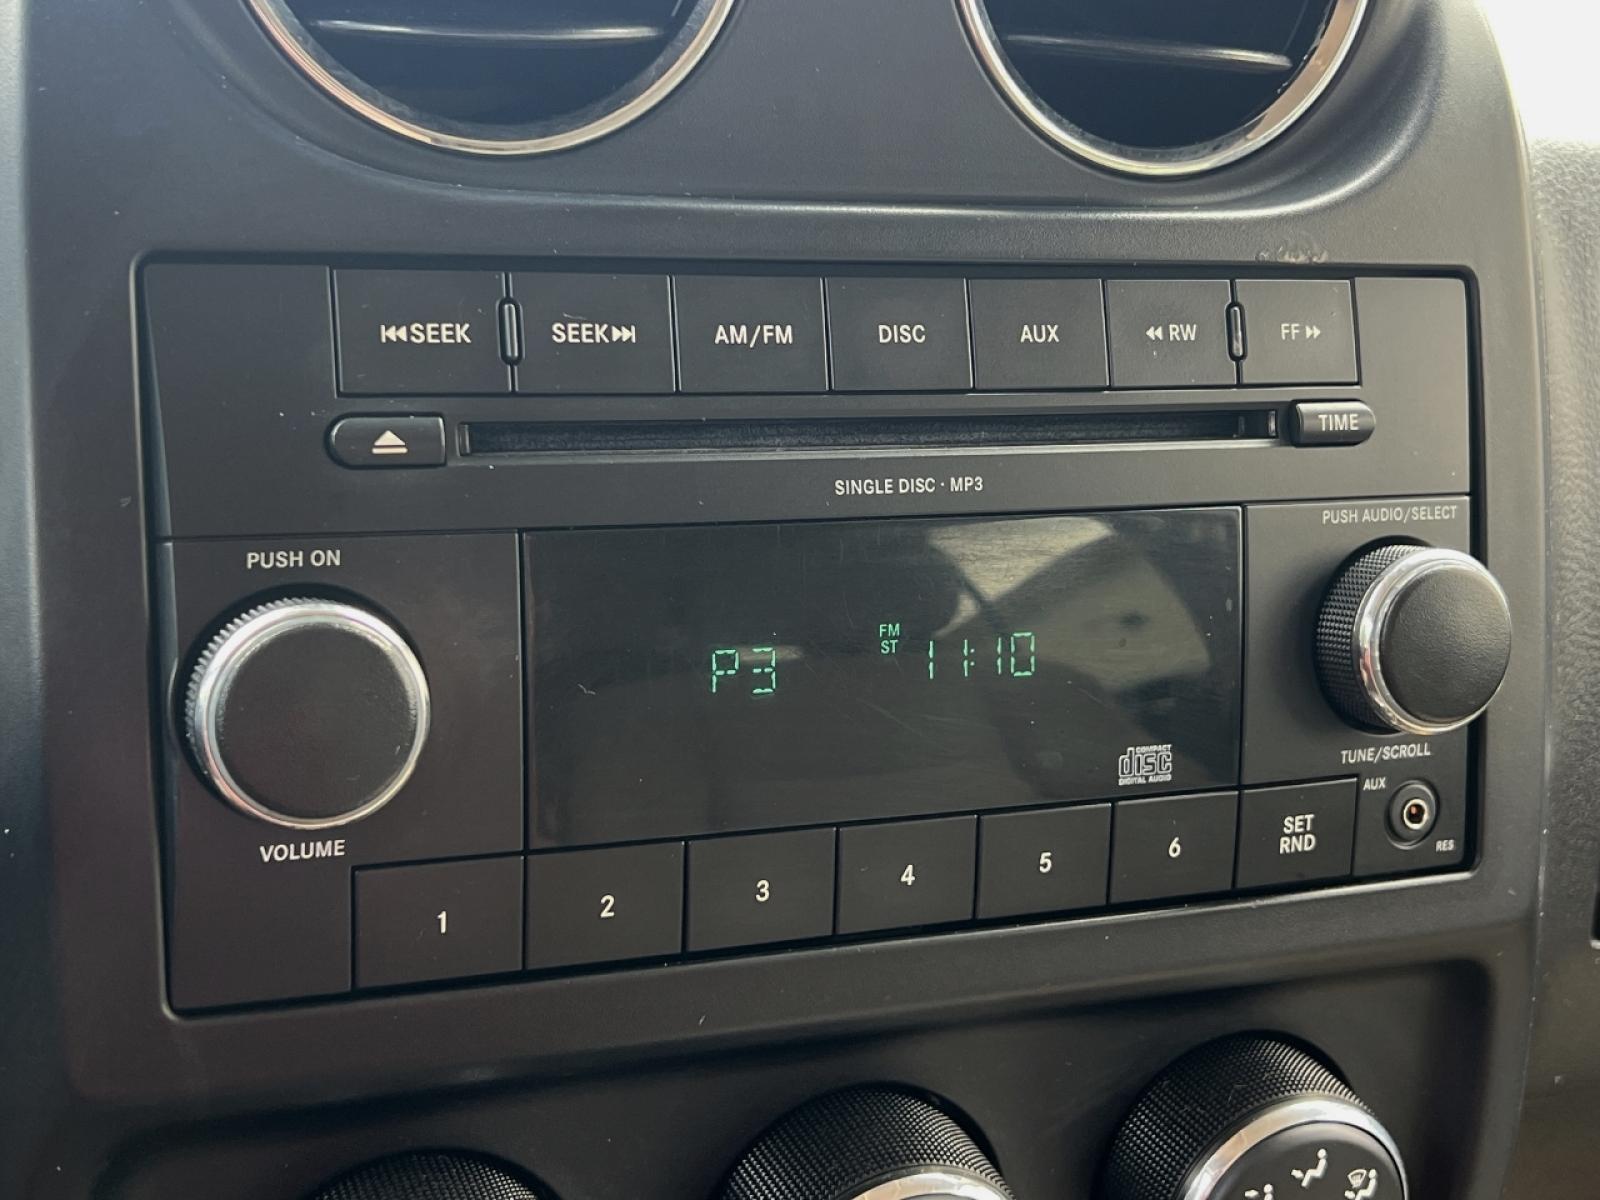 ⏮SEEK SEEK⏭ AM/FM DISC AUX ◀◀ RW FF ▶▶
TIME
SINGLE DISC · MP3
PUSH ON
PUSH AUDIO/SELECT
P3
FM
ST
11:10
COMPACT
disc
DIGITAL AUDIO
TUNE/SCROLL
VOLUME
AUX
RES
1 2 3 4 5 6
SET
RND